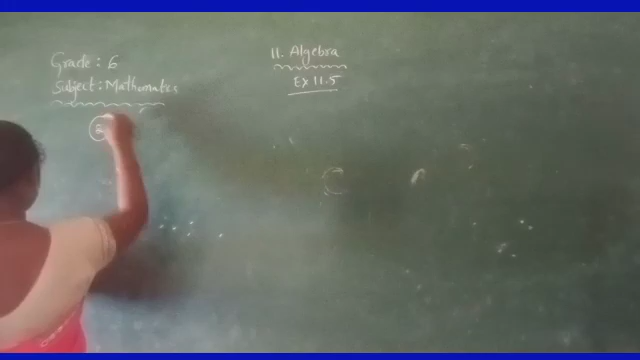 11. Algebra
Grade : 6
Ex 11.5
Subject : Mathematics